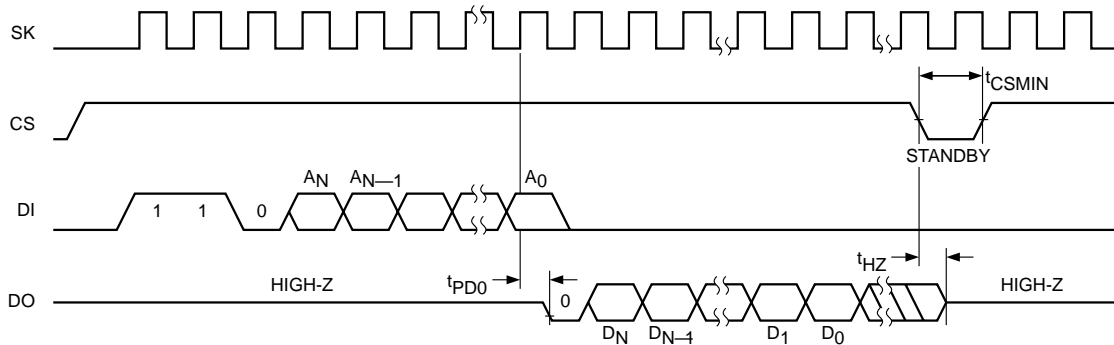 SK
tCSMIN
CS
STANDBY
AN AN—1 A0
DI 1 1 0
tPD0 tHZ
HIGH-Z 0 HIGH-Z
DO
DN DN—1 D1 D0